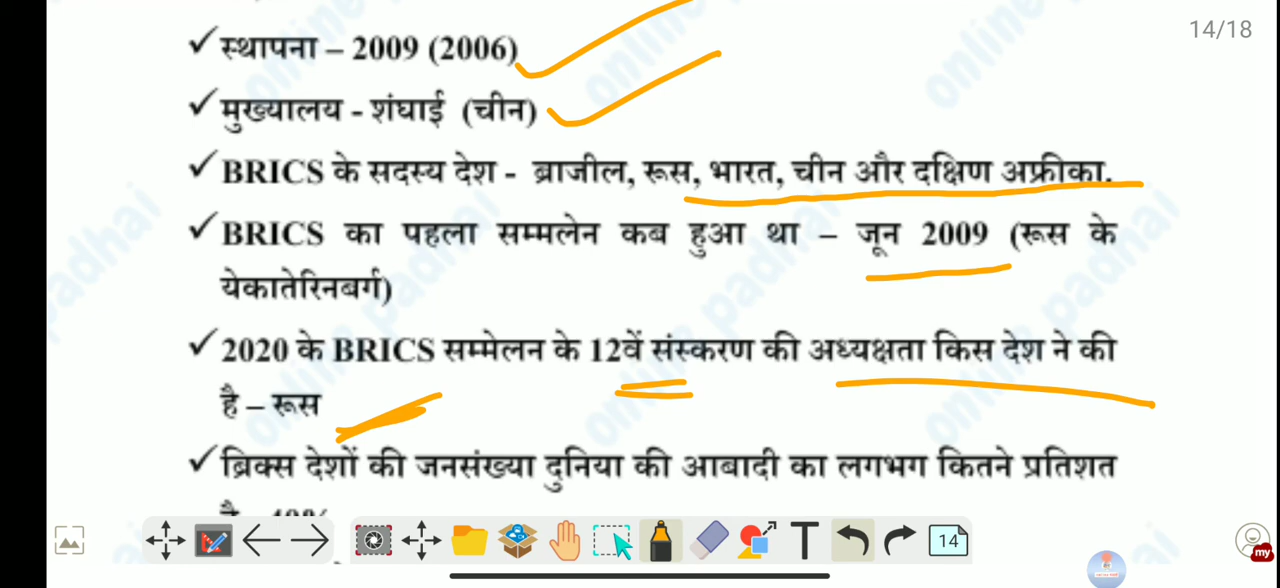 14/18
✓स्थापना – 2009 (2006)
✓मुख्यालय - शंघाई (चीन)
✓BRICS के सदस्य देश - ब्राजील, रूस, भारत, चीन और दक्षिण अफ्रीका.
✓BRICS का पहला सम्मलेन कब हुआ था – जून 2009 (रूस के
येकातेरिनबर्ग)
✓2020 के BRICS सम्मेलन के 12वें संस्करण की अध्यक्षता किस देश ने की
है – रूस
✓ब्रिक्स देशों की जनसंख्या दुनिया की आबादी का लगभग कितने प्रतिशत
T
14
my